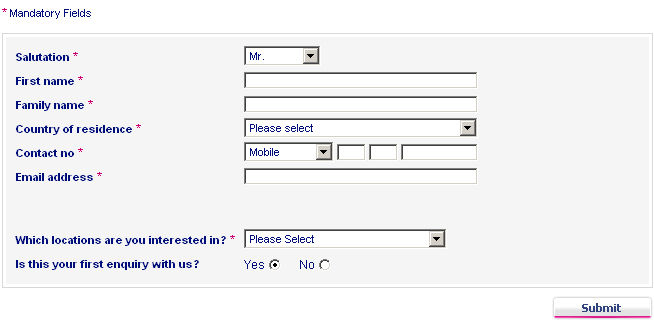 * Mandatory Fields
Salutation * Mr.
First name *
Family name *
Country of residence * Please select
Contact no * Mobile
Email address *
Which locations are you interested in? * Please Select
Is this your first enquiry with us? Yes No
Submit